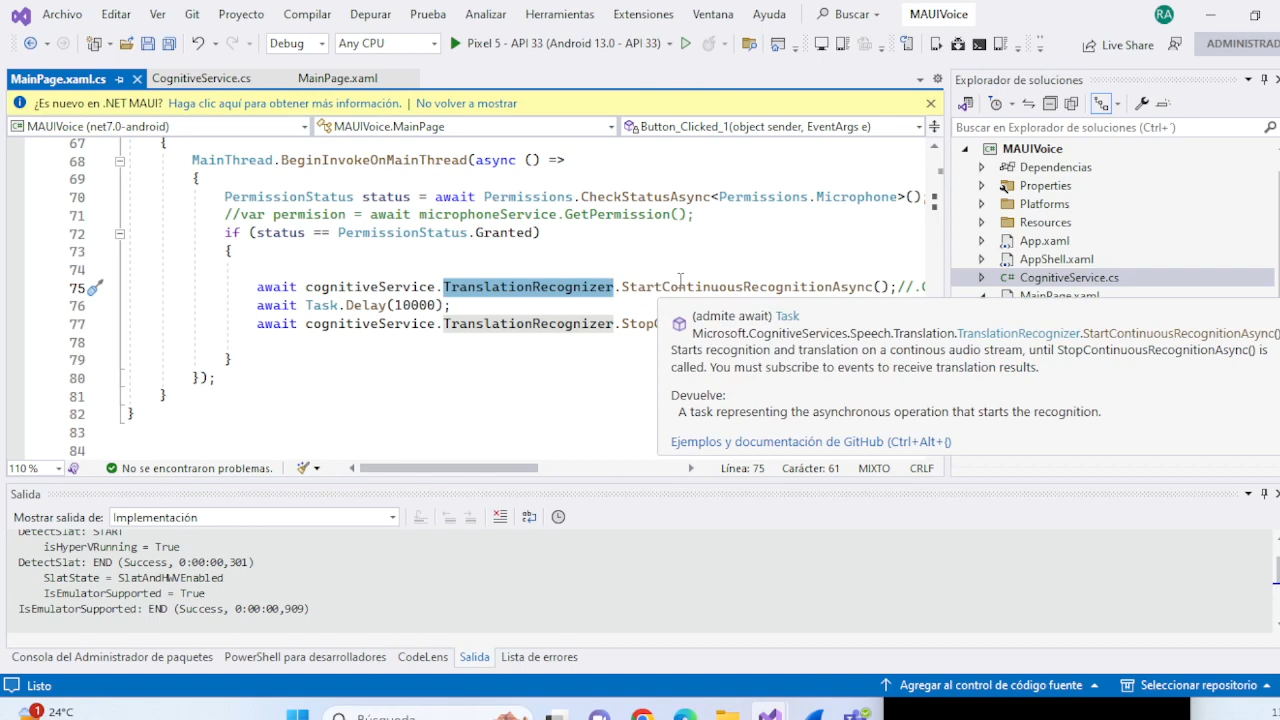 Archivo Editar Ver Git Proyecto Compilar Depurar Prueba Analizar Herramientas Extensiones Ventana Ayuda Buscar MAUIVoice RA
Debug Any CPU Pixel 5 - API 33 (Android 13.0 - API 33) Live Share ADMINISTRAD
MainPage.xaml.cs CognitiveService.cs MainPage.xaml
¿Es nuevo en .NET MAUI? Haga clic aquí para obtener más información. | No volver a mostrar
MAUIVoice (net7.0-android) MAUIVoice.MainPage Button_Clicked_1(object sender, EventArgs e)
67 {
68 MainThread.BeginInvokeOnMainThread(async () =>
69 {
70 PermissionStatus status = await Permissions.CheckStatusAsync<Permissions.Microphone>();
71 //var permision = await microphoneService.GetPermission();
72 if (status == PermissionStatus.Granted)
73 {
74
75 await cognitiveService.TranslationRecognizer.StartContinuousRecognitionAsync();//.
76 await Task.Delay(10000);
77 await cognitiveService.TranslationRecognizer.Stop
78
79 }
80 });
81 }
82 }
83
84
(admite await) Task
Microsoft.CognitiveServices.Speech.Translation.TranslationRecognizer.StartContinuousRecognitionAsync()
Starts recognition and translation on a continous audio stream, until StopContinuousRecognitionAsync() is
called. You must subscribe to events to receive translation results.
Devuelve:
A task representing the asynchronous operation that starts the recognition.
Ejemplos y documentación de GitHub (Ctrl+Alt+{)
110 % No se encontraron problemas. Línea: 75 Carácter: 61 MIXTO CRLF
Explorador de soluciones
Buscar en Explorador de soluciones (Ctrl+´)
MAUIVoice
Dependencias
Properties
Platforms
Resources
App.xaml
AppShell.xaml
CognitiveService.cs
MainPage.xaml
Salida
Mostrar salida de: Implementación
DetectSlat: START
isHyperVRunning = True
DetectSlat: END (Success, 0:00:00,301)
SlatState = SlatAndHWVEnabled
IsEmulatorSupported = True
IsEmulatorSupported: END (Success, 0:00:00,909)
Consola del Administrador de paquetes PowerShell para desarrolladores CodeLens Salida Lista de errores
Listo Agregar al control de código fuente Seleccionar repositorio
1 24°C Búsqueda